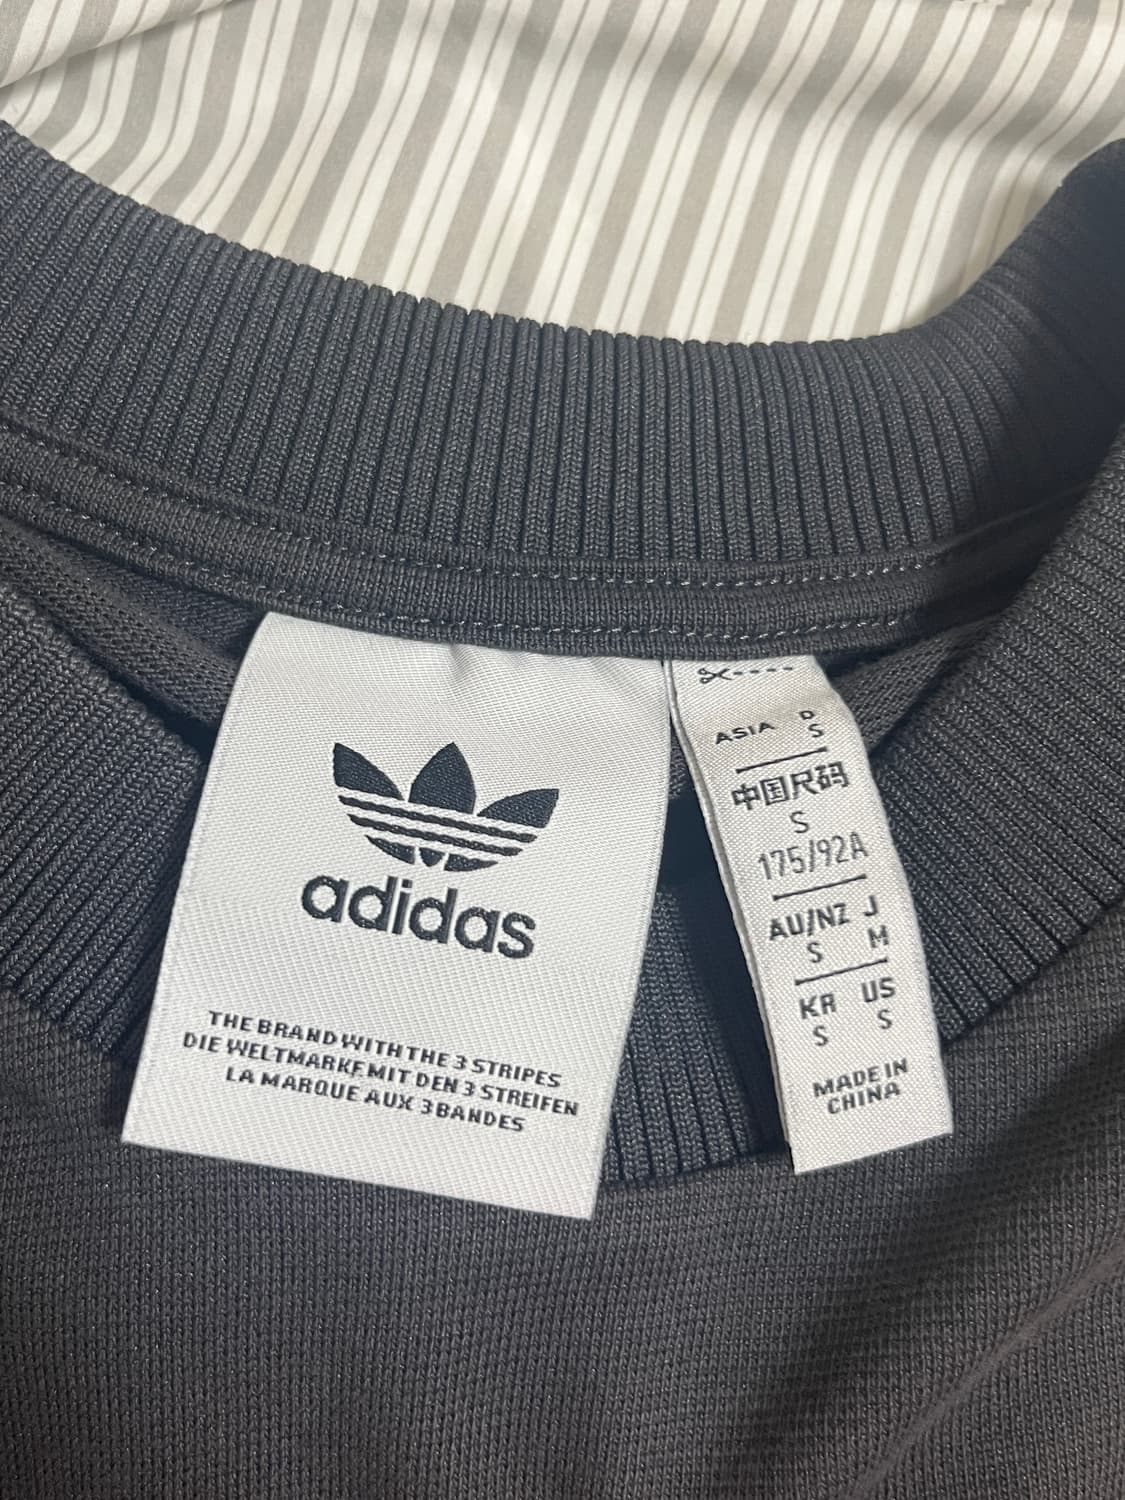 adidas
THE BRAND WITH THE 3 STRIPES
DIE WELTMARKE MIT DEN 3 STREIFEN
LA MARQUE AUX 3 BANDES
ASIA D
S
中国尺码
S
175/92A
AU/NZ J
S M
KR US
S S
MADE IN
CHINA